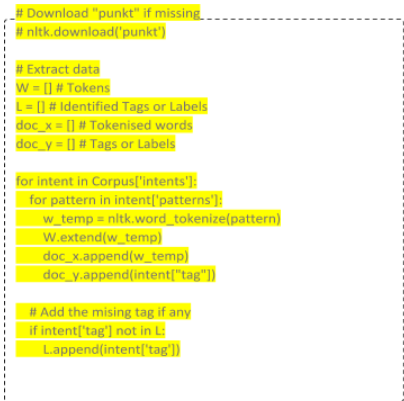 # Download "punkt" if missing
# nltk.download('punkt')
# Extract data
W = [] # Tokens
L = [] # Identified Tags or Labels
doc_x = [] # Tokenised words
doc_y = [] # Tags or Labels
for intent in Corpus['intents']:
    for pattern in intent['patterns']:
        w_temp = nltk.word_tokenize(pattern)
        W.extend(w_temp)
        doc_x.append(w_temp)
        doc_y.append(intent["tag"])
    # Add the mising tag if any
    if intent['tag'] not in L:
        L.append(intent['tag'])